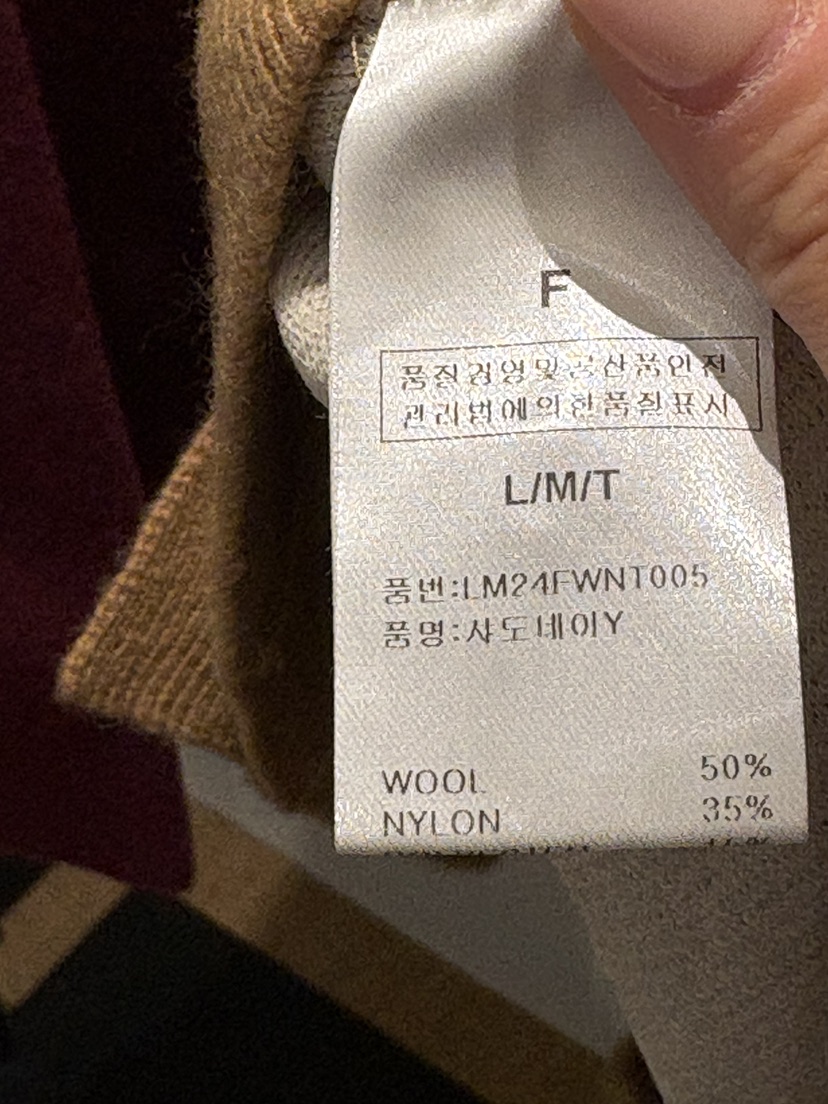 F
품질경영및공산품안전
관리법에의한품질표시
L/M/T
품번:LM24FWNT005
품명:샤도네이Y
WOOL 50%
NYLON 35%